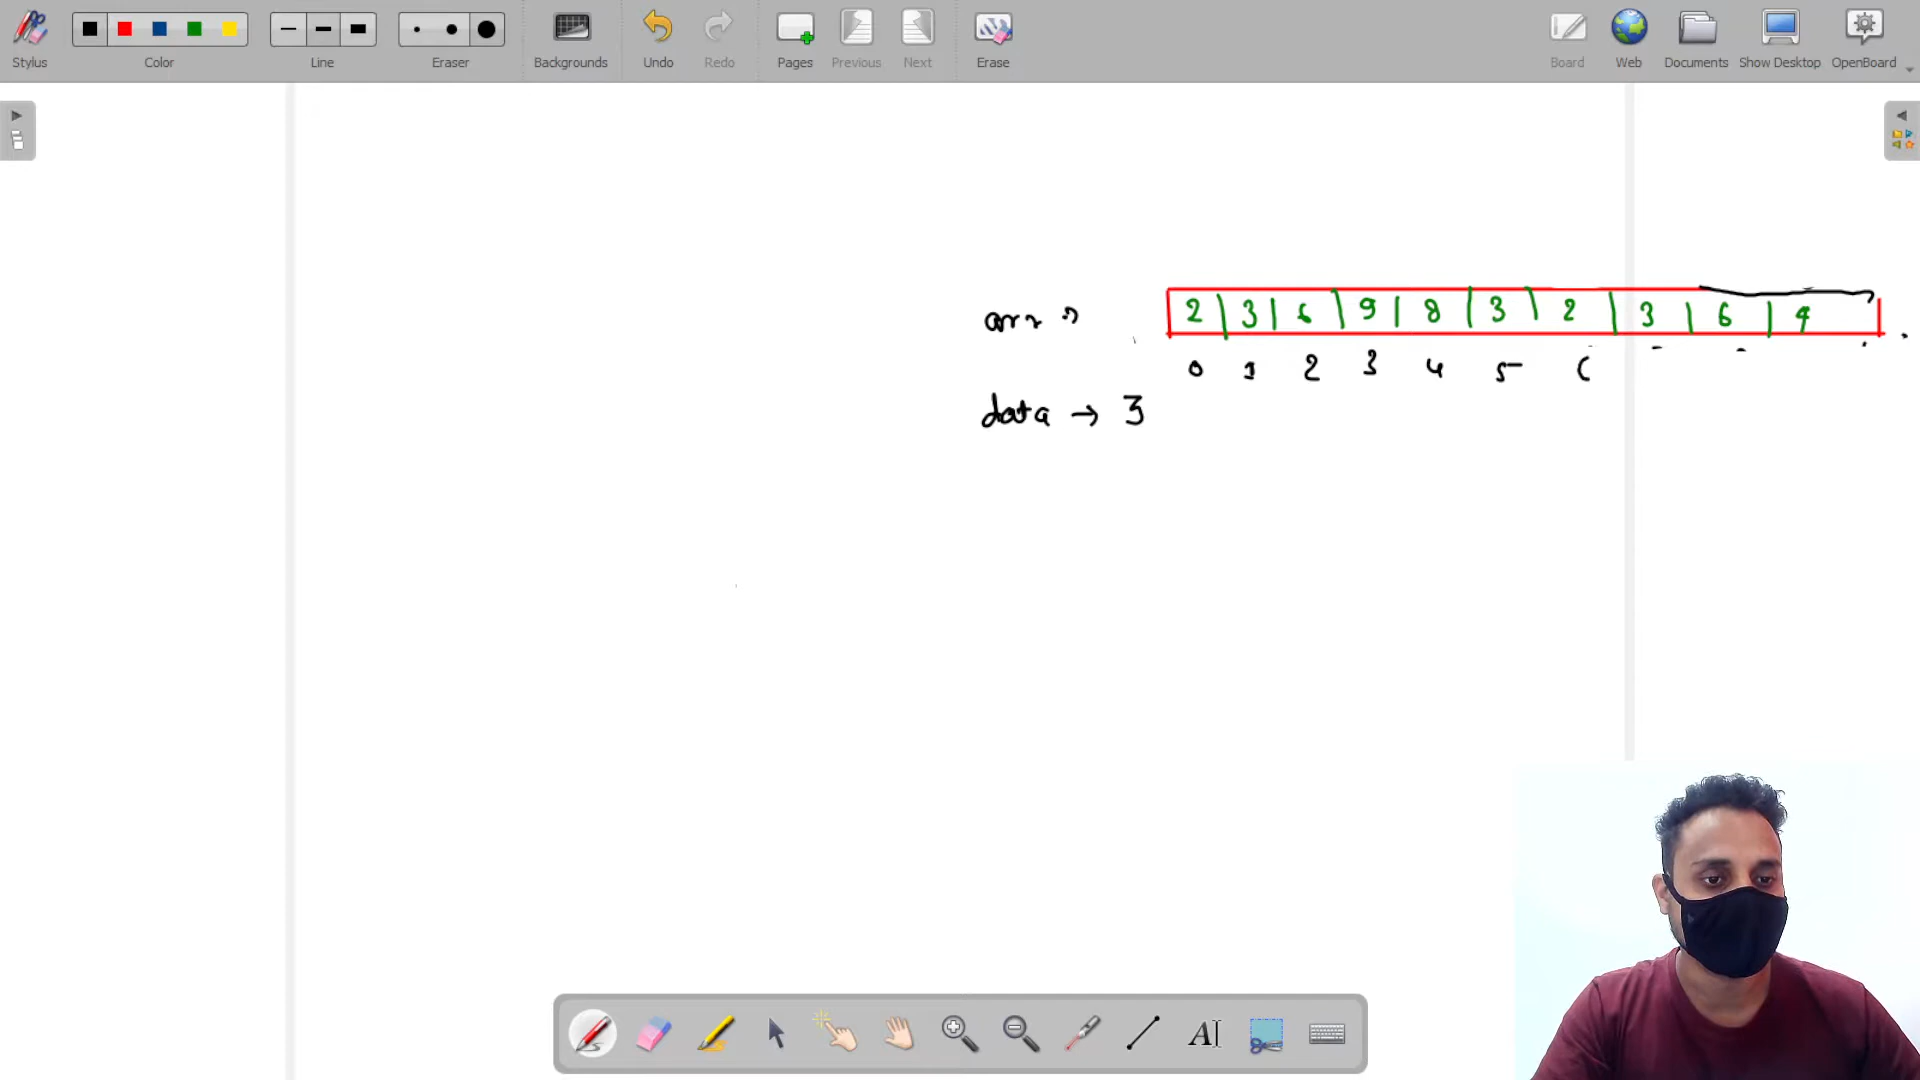 Stylus
Color
Line
Eraser
Backgrounds
Undo
Redo
Pages
Previous
Next
Erase
Board
Web
Documents
Show Desktop
OpenBoard
arr → 2 | 3 | 6 | 9 | 8 | 3 | 2 | 3 | 6 | 9
0 1 2 3 4 5
data → 3
A